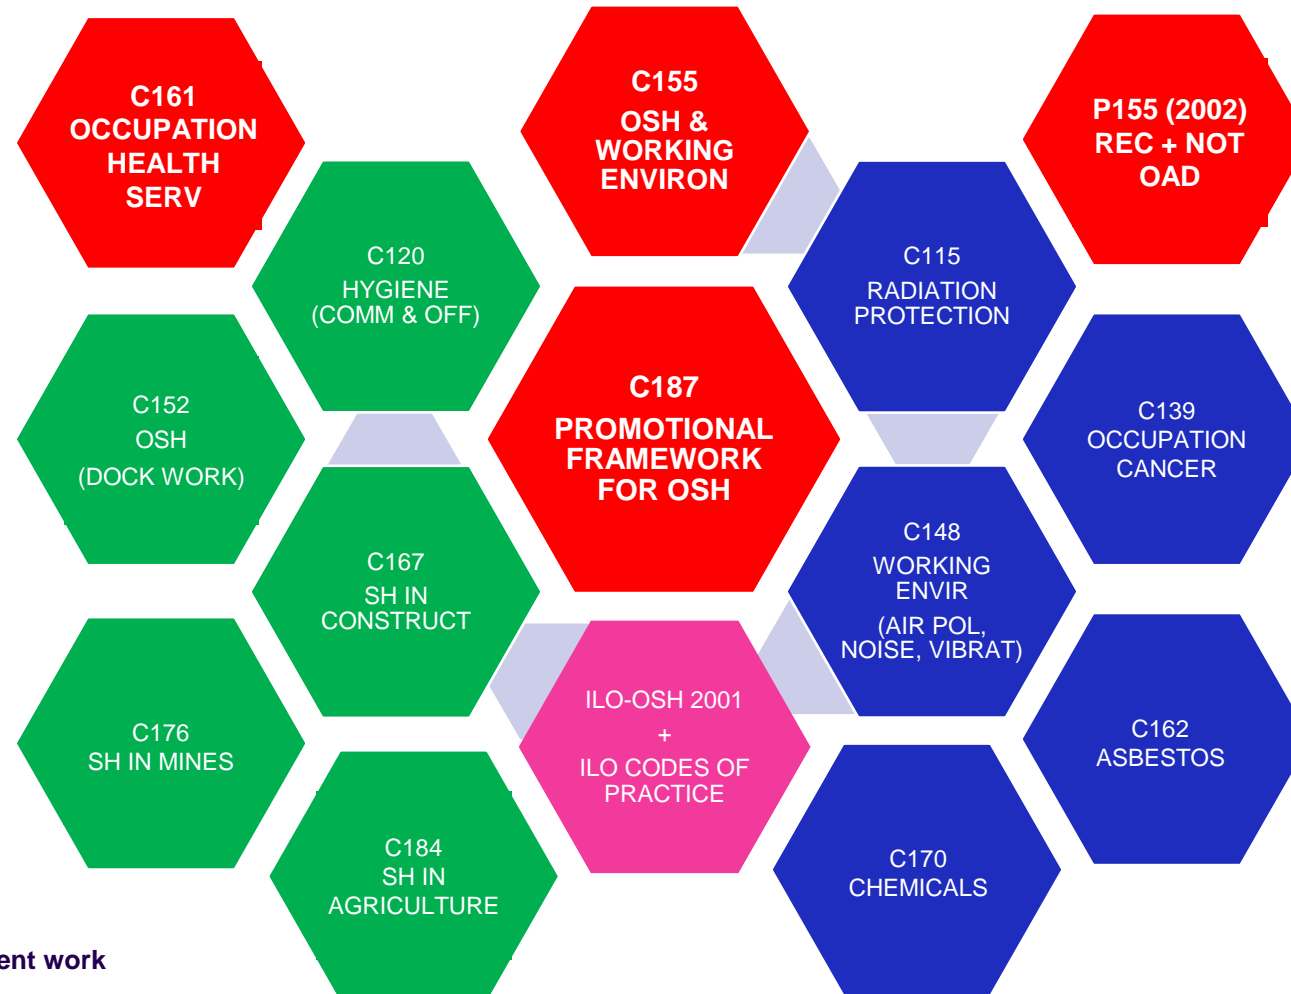 C161
OCCUPATION
HEALTH
SERV
C155
OSH &
WORKING
ENVIRON
P155 (2002)
REC + NOT
OAD
C120
HYGIENE
(COMM & OFF)
C115
RADIATION
PROTECTION
C152
OSH
(DOCK WORK)
C187
PROMOTIONAL
FRAMEWORK
FOR OSH
C139
OCCUPATION
CANCER
C167
SH IN
CONSTRUCT
C148
WORKING
ENVIR
(AIR POL,
NOISE, VIBRAT)
C176
SH IN MINES
ILO-OSH 2001
+
ILO CODES OF
PRACTICE
C162
ASBESTOS
C184
SH IN
AGRICULTURE
C170
CHEMICALS
ent work